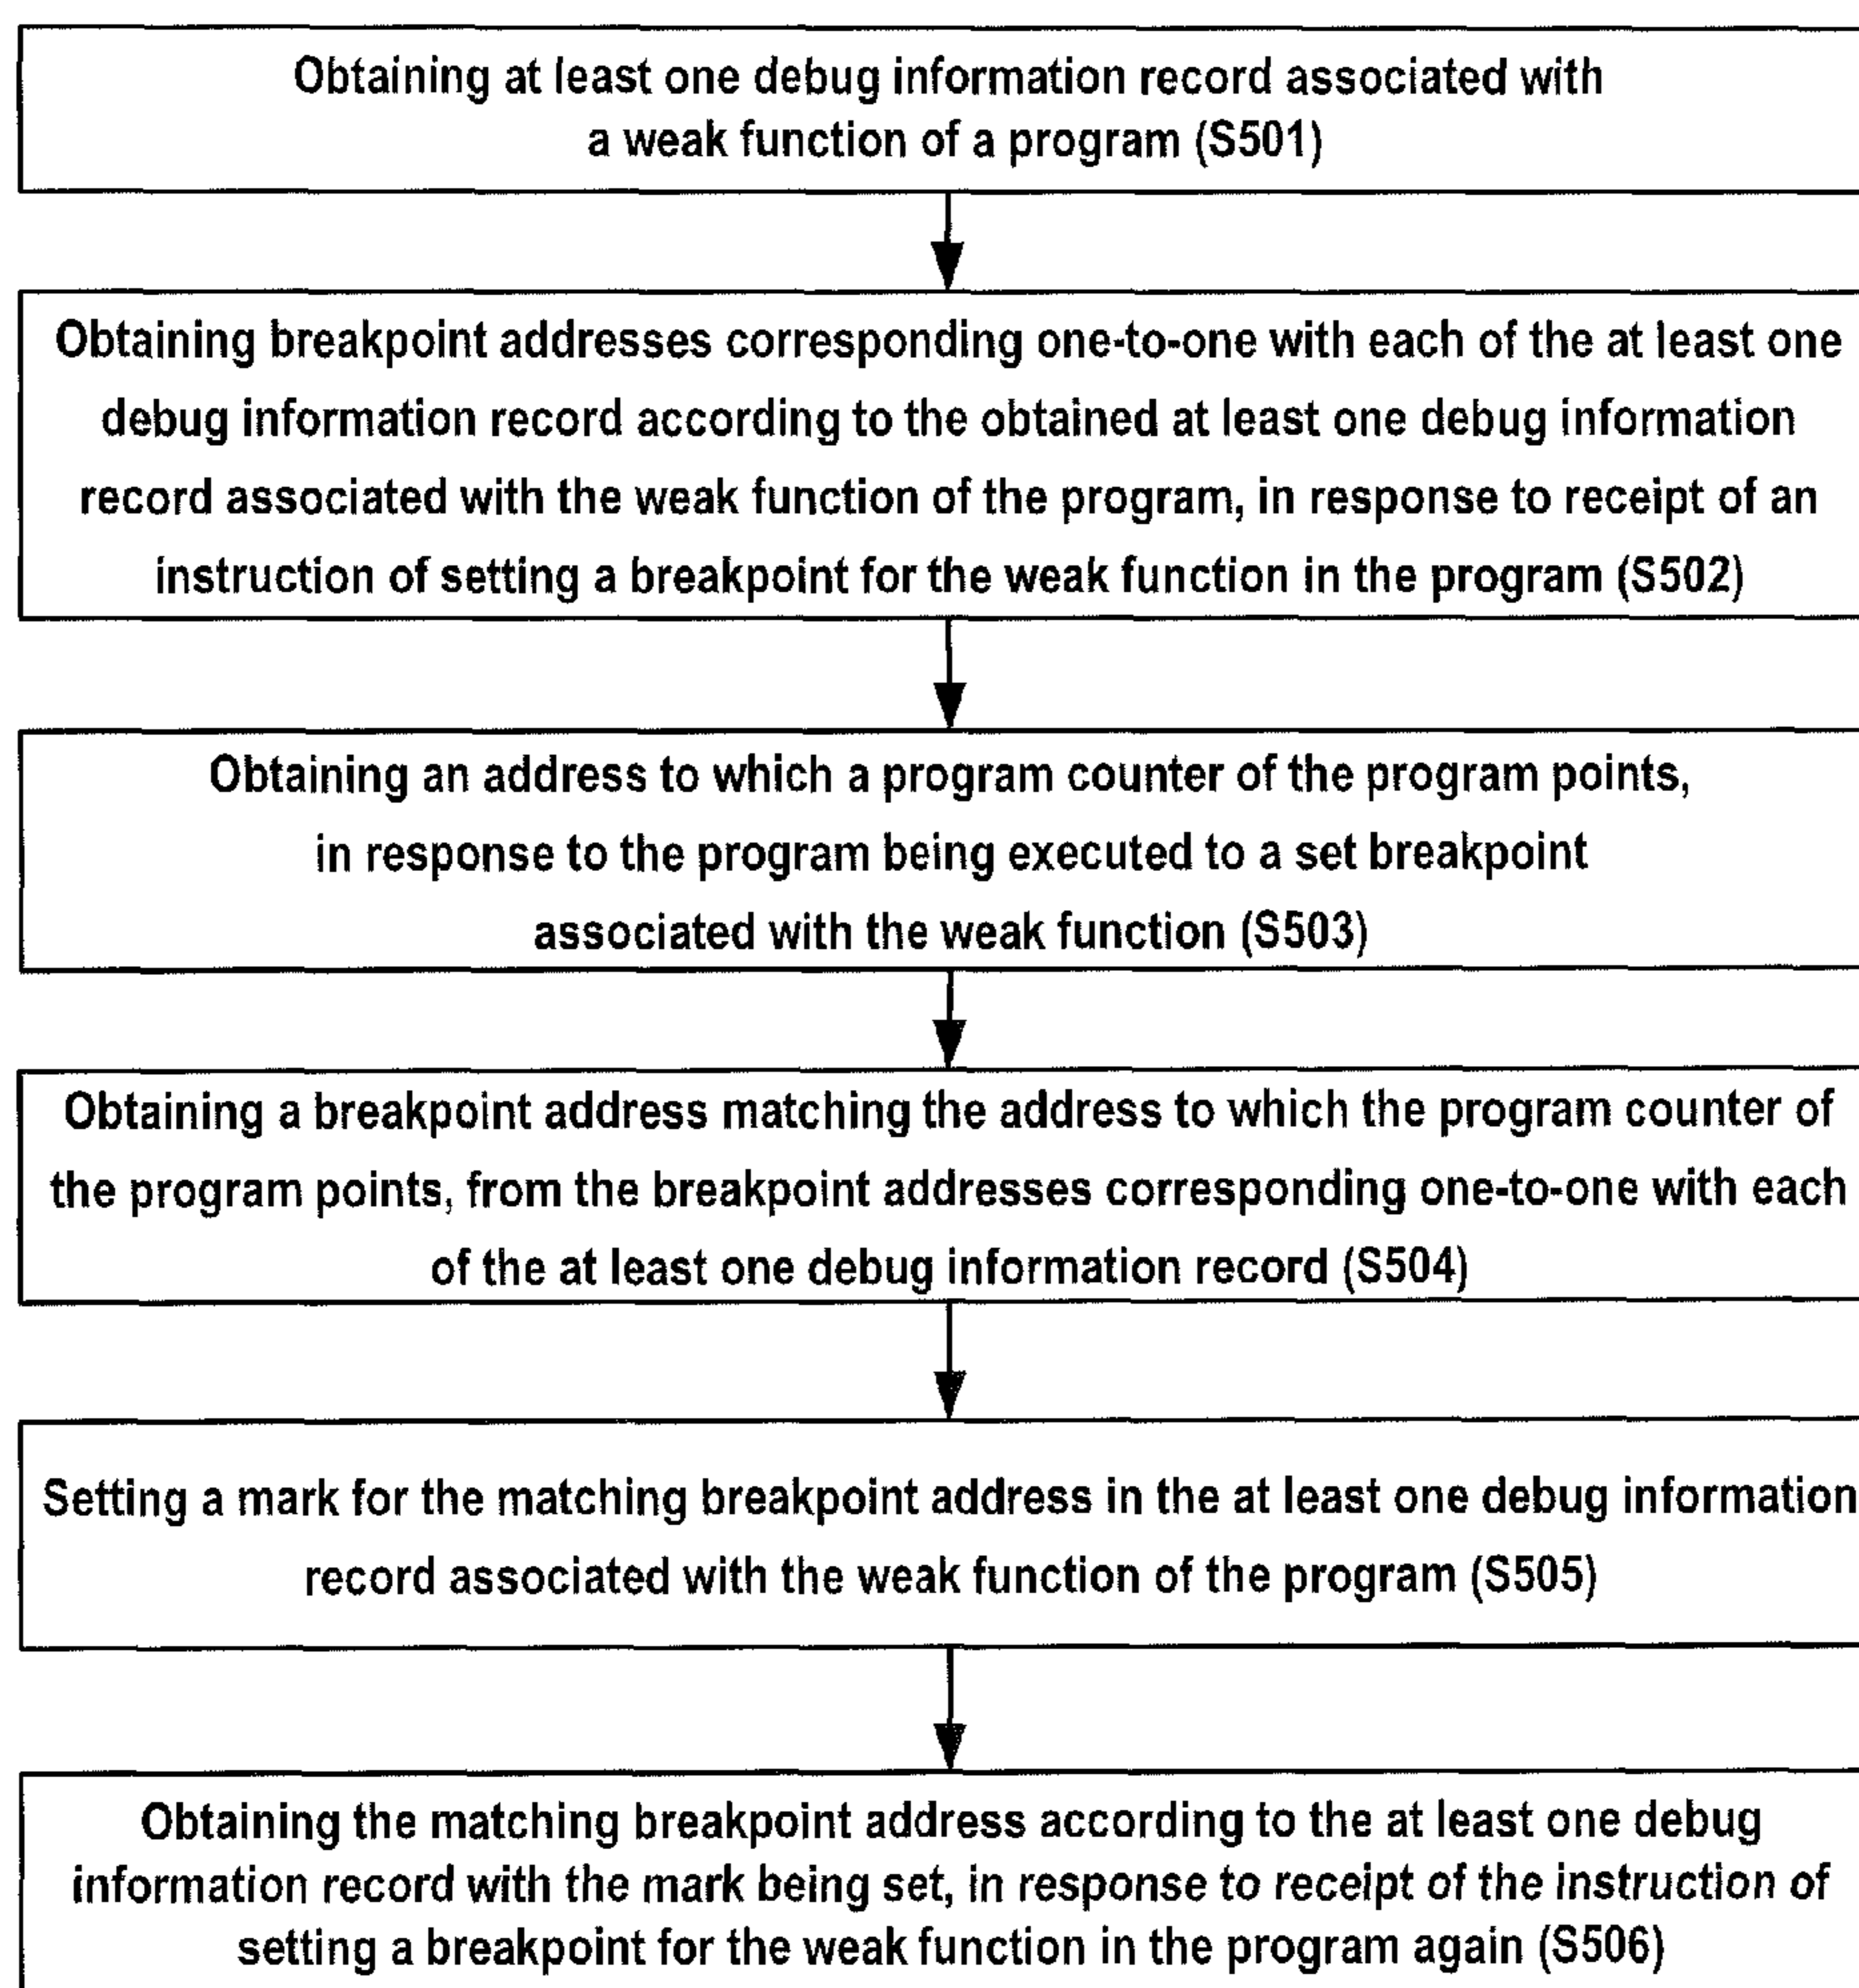 Obtaining at least one debug information record associated with
a weak function of a program (S501)
Obtaining breakpoint addresses corresponding one-to-one with each of the at least one
debug information record according to the obtained at least one debug information
record associated with the weak function of the program, in response to receipt of an
instruction of setting a breakpoint for the weak function in the program (S502)
Obtaining an address to which a program counter of the program points,
in response to the program being executed to a set breakpoint
associated with the weak function (S503)
Obtaining a breakpoint address matching the address to which the program counter of
the program points, from the breakpoint addresses corresponding one-to-one with each
of the at least one debug information record (S504)
Setting a mark for the matching breakpoint address in the at least one debug information
record associated with the weak function of the program (S505)
Obtaining the matching breakpoint address according to the at least one debug
information record with the mark being set, in response to receipt of the instruction of
setting a breakpoint for the weak function in the program again (S506)